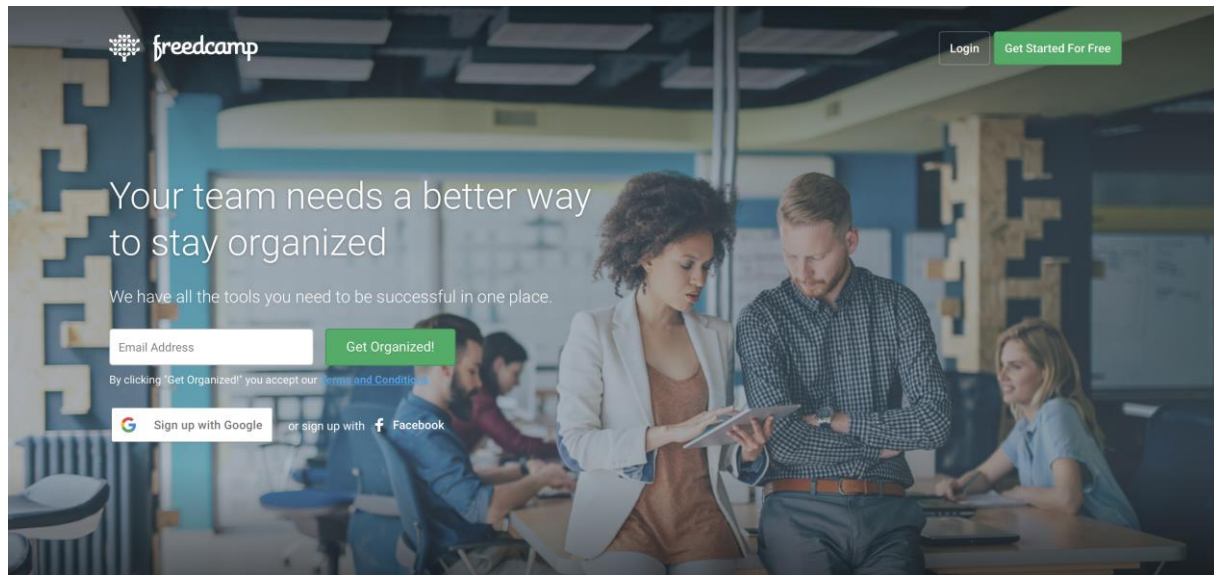 freedcamp
Login
Get Started For Free
Your team needs a better way
to stay organized
We have all the tools you need to be successful in one place.
Email Address
Get Organized!
By clicking "Get Organized!" you accept our Terms and Conditions.
Sign up with Google
or sign up with f Facebook